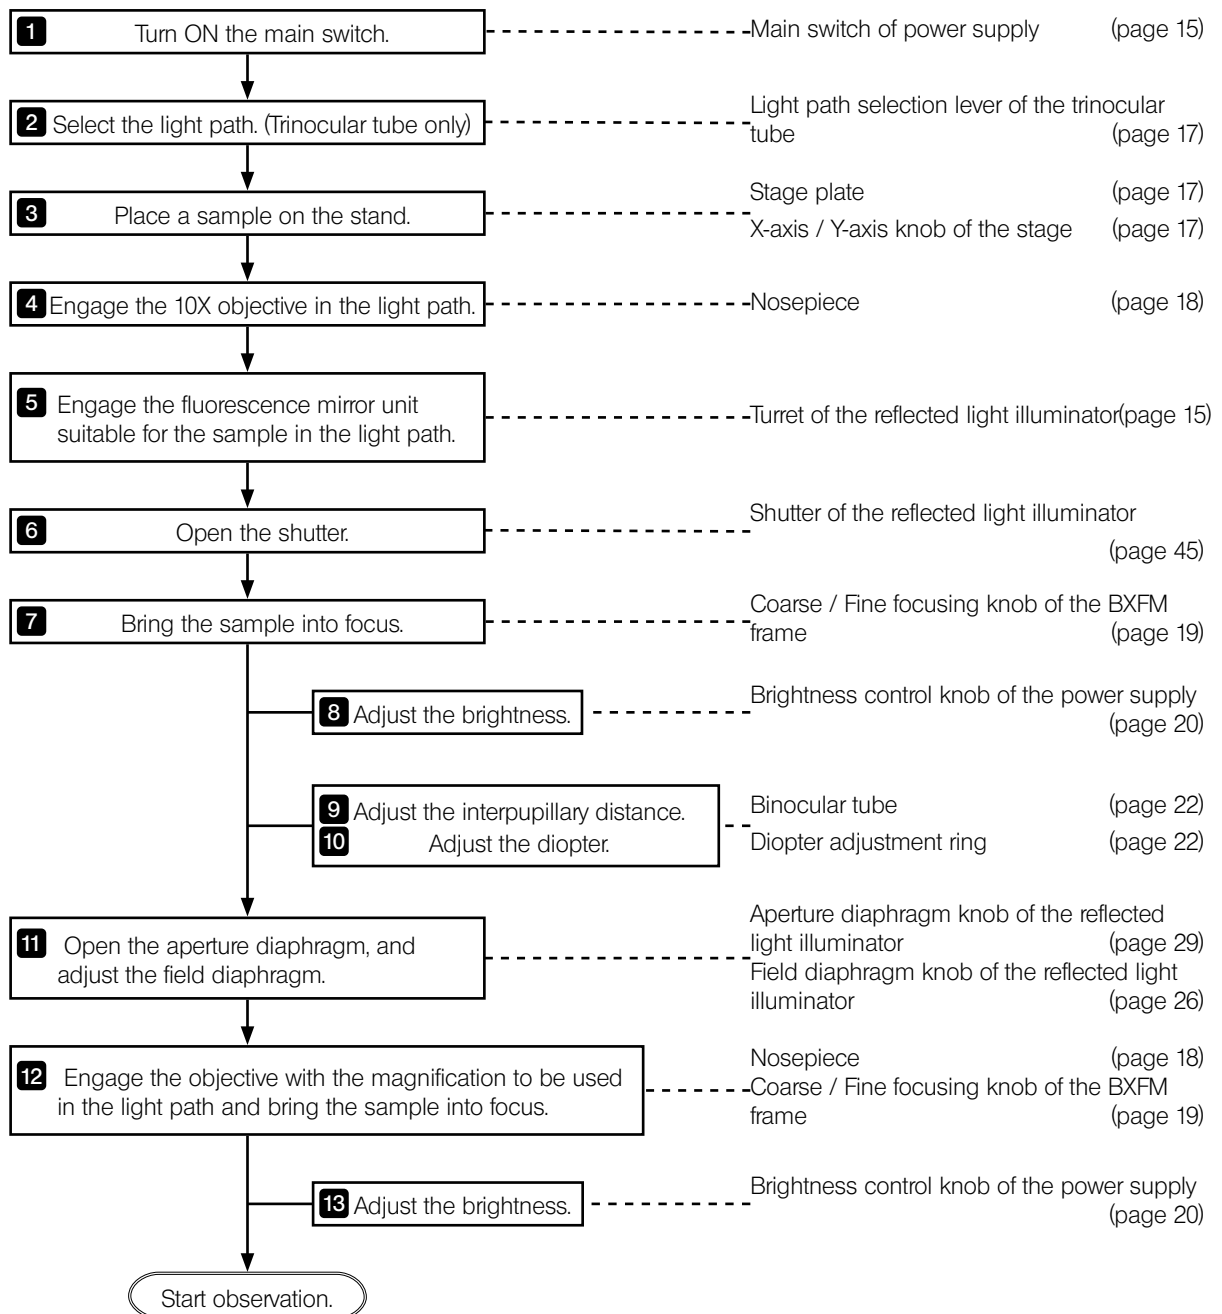 1 Turn ON the main switch. Main switch of power supply (page 15)
2 Select the light path. (Trinocular tube only) Light path selection lever of the trinocular
tube (page 17)
3 Place a sample on the stand. Stage plate (page 17)
X-axis / Y-axis knob of the stage (page 17)
4 Engage the 10X objective in the light path. Nosepiece (page 18)
5 Engage the fluorescence mirror unit
suitable for the sample in the light path.
Turret of the reflected light illuminator(page 15)
6 Open the shutter. Shutter of the reflected light illuminator
(page 45)
7 Bring the sample into focus. Coarse / Fine focusing knob of the BXFM
frame (page 19)
8 Adjust the brightness. Brightness control knob of the power supply
(page 20)
9 Adjust the interpupillary distance. Binocular tube (page 22)
10 Adjust the diopter. Diopter adjustment ring (page 22)
11 Open the aperture diaphragm, and
adjust the field diaphragm.
Aperture diaphragm knob of the reflected
light illuminator (page 29)
Field diaphragm knob of the reflected light
illuminator (page 26)
12 Engage the objective with the magnification to be used
in the light path and bring the sample into focus.
Nosepiece (page 18)
Coarse / Fine focusing knob of the BXFM
frame (page 19)
13 Adjust the brightness. Brightness control knob of the power supply
(page 20)
Start observation.